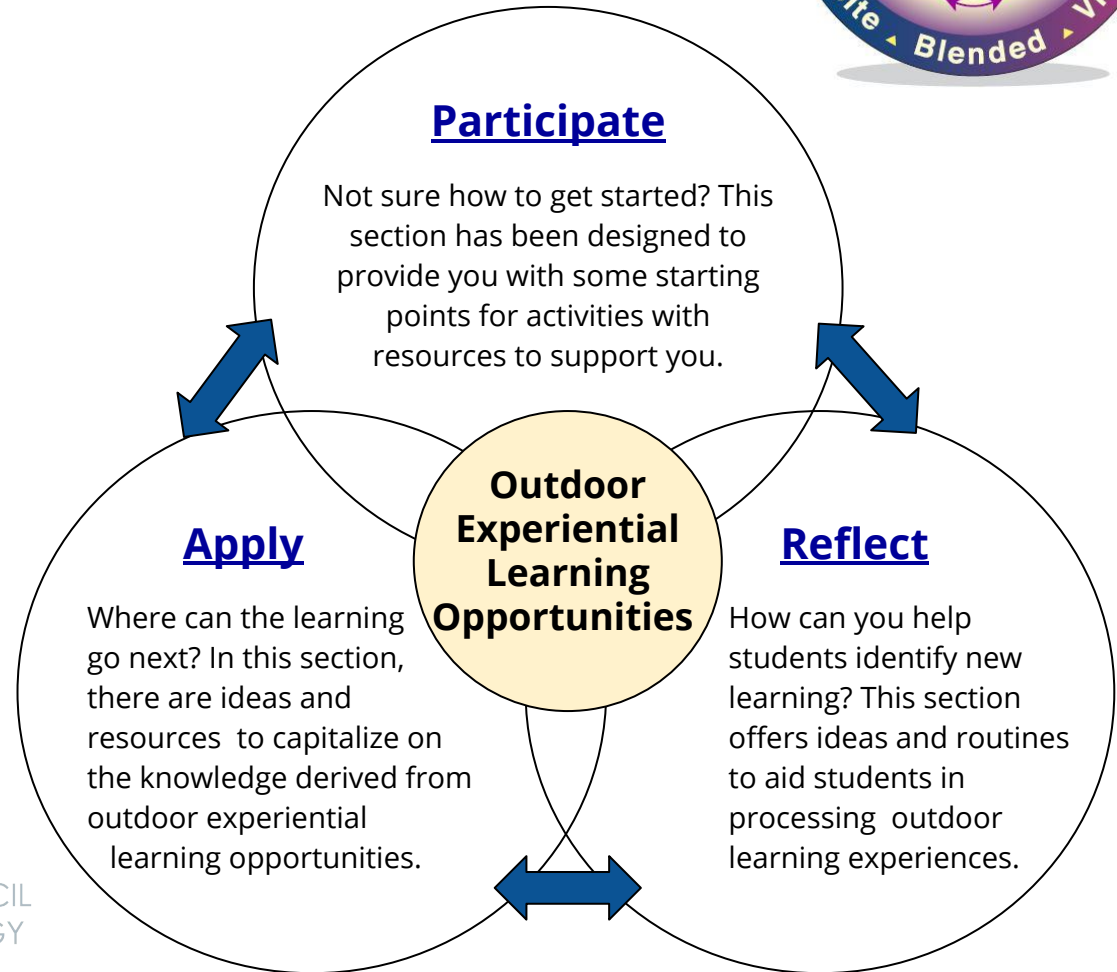 Blended
Participate
Not sure how to get started? This
section has been designed to
provide you with some starting
points for activities with
resources to support you.
Outdoor
Experiential
Learning
Opportunities
Apply
Where can the learning
go next? In this section,
there are ideas and
resources to capitalize on
the knowledge derived from
outdoor experiential
learning opportunities.
Reflect
How can you help
students identify new
learning? This section
offers ideas and routines
to aid students in
processing outdoor
learning experiences.